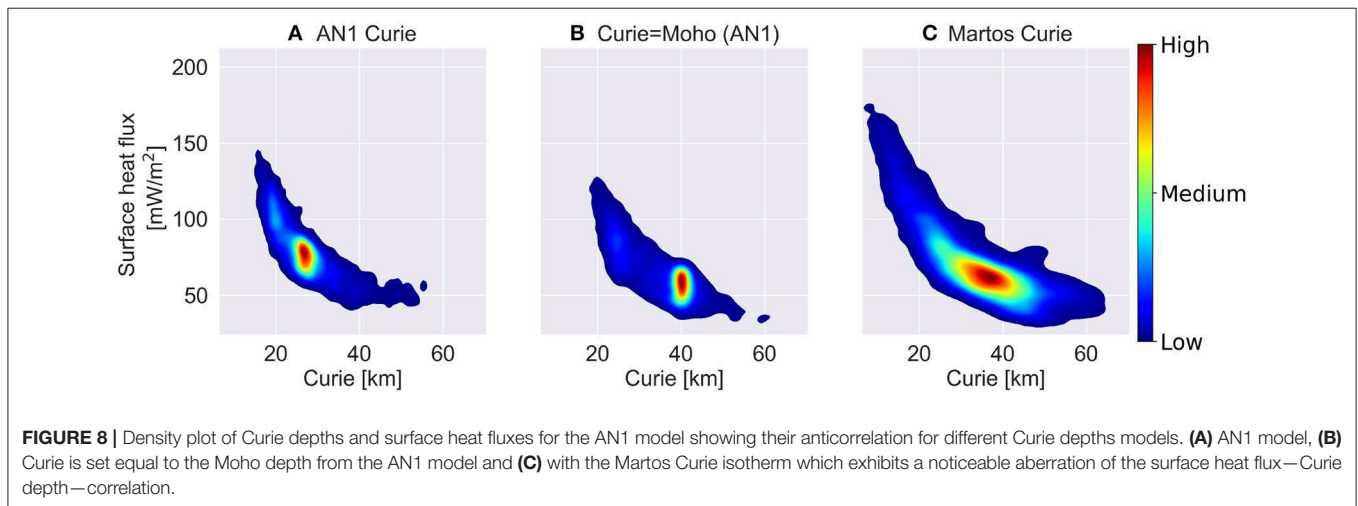 A AN1 Curie
B Curie=Moho (AN1)
C Martos Curie
Surface heat flux
[mW/m²]
200
150
100
50
20 40 60
Curie [km]
20 40 60
Curie [km]
20 40 60
Curie [km]
High
Medium
Low
FIGURE 8 | Density plot of Curie depths and surface heat fluxes for the AN1 model showing their anticorrelation for different Curie depths models. (A) AN1 model, (B)
Curie is set equal to the Moho depth from the AN1 model and (C) with the Martos Curie isotherm which exhibits a noticeable aberration of the surface heat flux—Curie
depth—correlation.